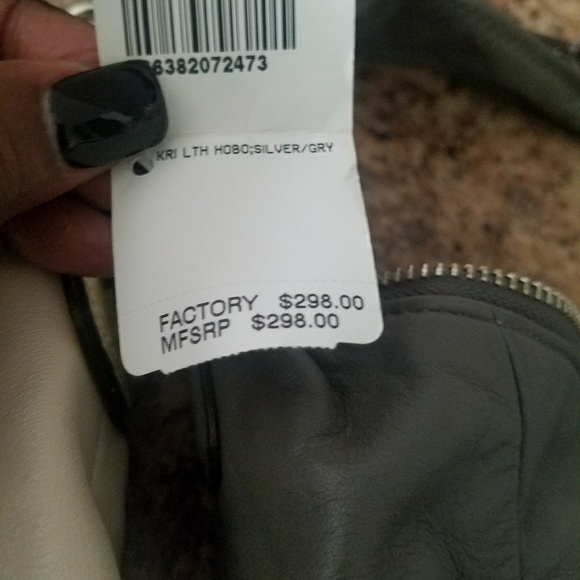 6382072473
KRI LTH HOBO;SILVER/GRY
FACTORY $298.00
MFSRP $298.00